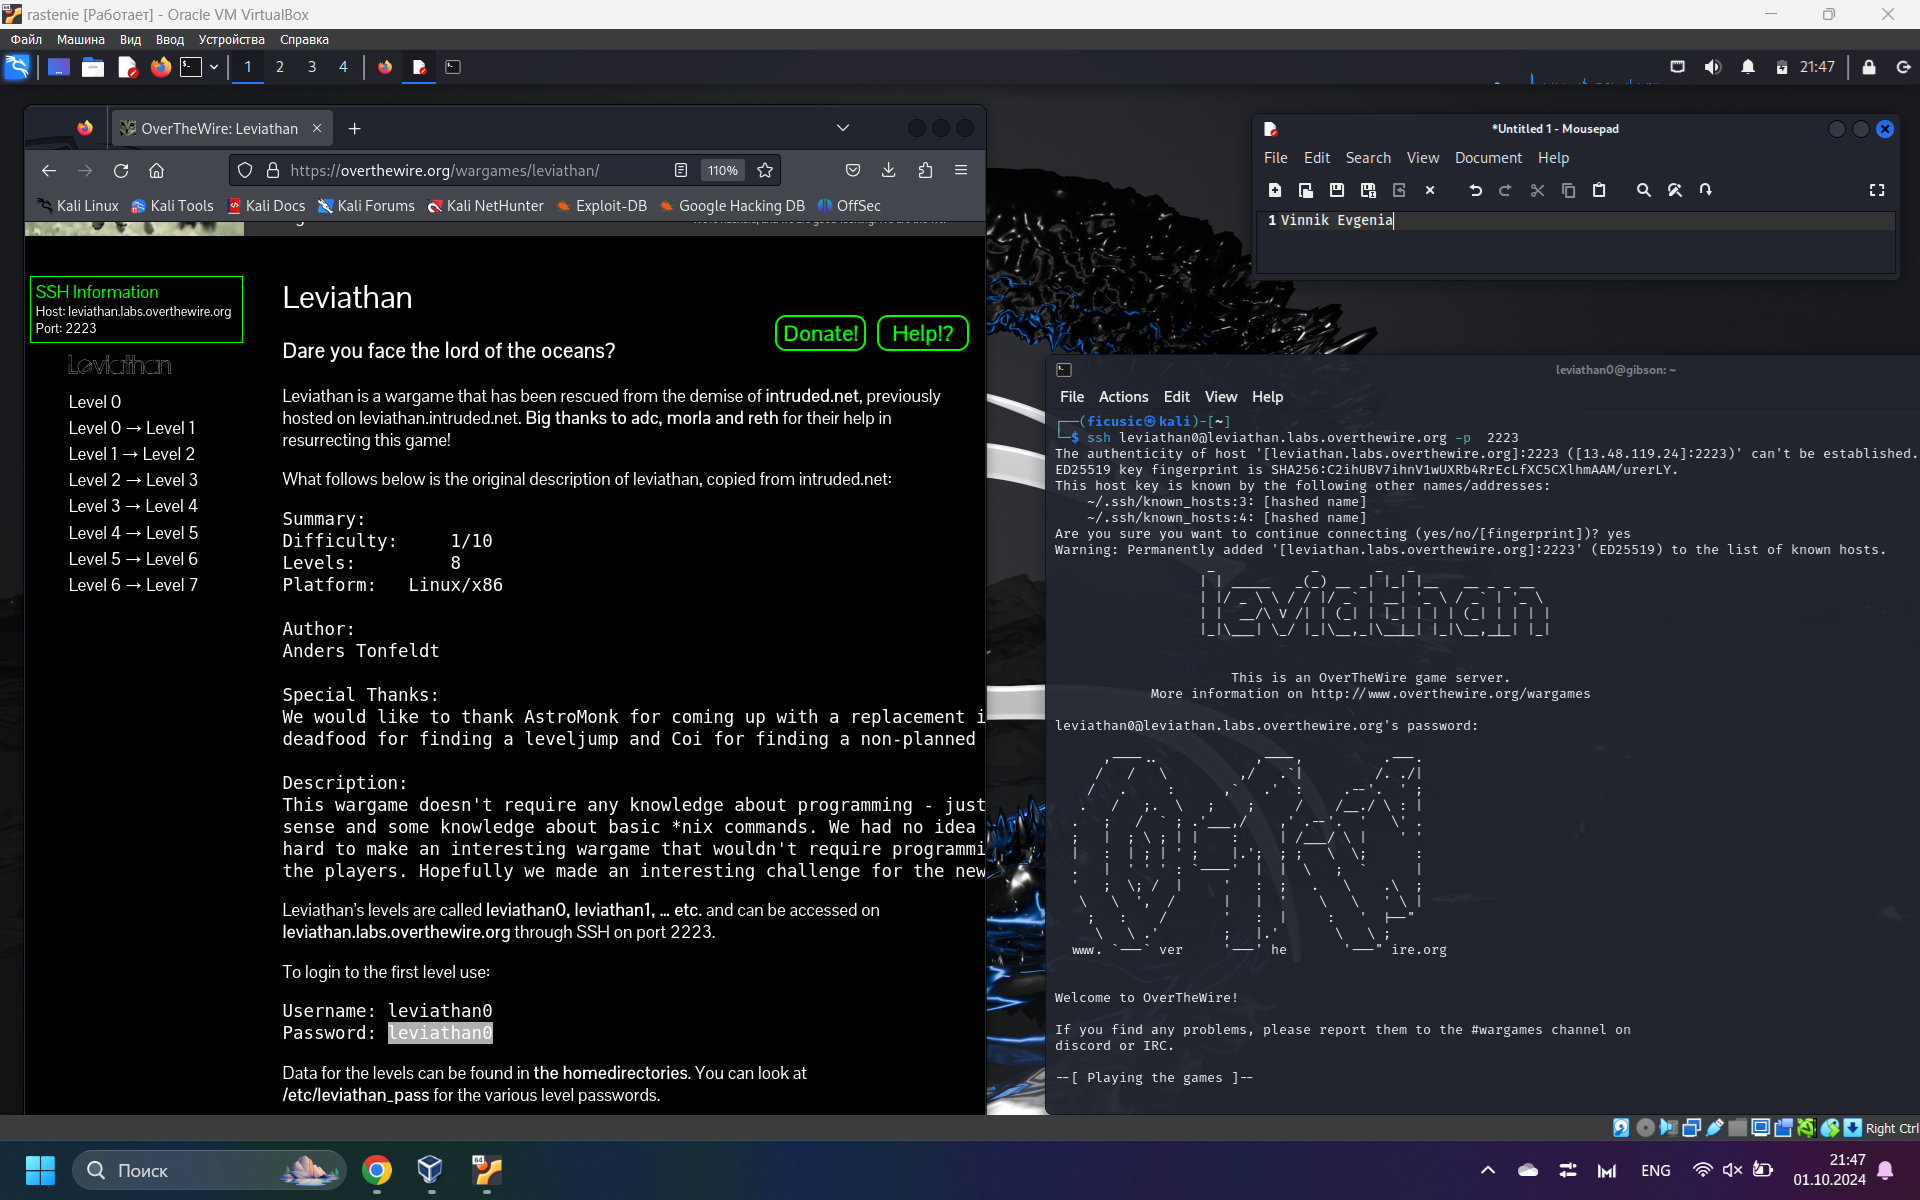 rastenie [Работает] - Oracle VM VirtualBox
Файл Машина Вид Ввод Устройства Справка
1 2 3 4
21:47
OverTheWire: Leviathan
https://overthewire.org/wargames/leviathan/
110%
Kali Linux Kali Tools Kali Docs Kali Forums Kali NetHunter Exploit-DB Google Hacking DB OffSec
SSH Information
Host: leviathan.labs.overthewire.org
Port: 2223
Leviathan
Level 0
Level 0 → Level 1
Level 1 → Level 2
Level 2 → Level 3
Level 3 → Level 4
Level 4 → Level 5
Level 5 → Level 6
Level 6 → Level 7
Leviathan
Donate! Help!?
Dare you face the lord of the oceans?
Leviathan is a wargame that has been rescued from the demise of intruded.net, previously
hosted on leviathan.intruded.net. Big thanks to adc, morla and reth for their help in
resurrecting this game!
What follows below is the original description of leviathan, copied from intruded.net:
Summary:
Difficulty: 1/10
Levels: 8
Platform: Linux/x86
Author:
Anders Tonfeldt
Special Thanks:
We would like to thank AstroMonk for coming up with a replacement i
deadfood for finding a leveljump and Coi for finding a non-planned
Description:
This wargame doesn't require any knowledge about programming - just
sense and some knowledge about basic *nix commands. We had no idea
hard to make an interesting wargame that wouldn't require programmi
the players. Hopefully we made an interesting challenge for the new
Leviathan's levels are called leviathan0, leviathan1, ... etc. and can be accessed on
leviathan.labs.overthewire.org through SSH on port 2223.
To login to the first level use:
Username: leviathan0
Password: leviathan0
Data for the levels can be found in the homedirectories. You can look at
/etc/leviathan_pass for the various level passwords.
*Untitled 1 - Mousepad
File Edit Search View Document Help
1 Vinnik Evgenia
leviathan0@gibson: ~
File Actions Edit View Help
┌──(ficusic㉿kali)-[~]
└─$ ssh leviathan0@leviathan.labs.overthewire.org -p 2223
The authenticity of host '[leviathan.labs.overthewire.org]:2223 ([13.48.119.24]:2223)' can't be established.
ED25519 key fingerprint is SHA256:C2ihUBV7ihnV1wUXRb4RrEcLfXC5CXlhmAAM/urerLY.
This host key is known by the following other names/addresses:
~/.ssh/known_hosts:3: [hashed name]
~/.ssh/known_hosts:4: [hashed name]
Are you sure you want to continue connecting (yes/no/[fingerprint])? yes
Warning: Permanently added '[leviathan.labs.overthewire.org]:2223' (ED25519) to the list of known hosts.
leviathan
This is an OverTheWire game server.
More information on http://www.overthewire.org/wargames
leviathan0@leviathan.labs.overthewire.org's password:
www. ver he ire.org
Welcome to OverTheWire!
If you find any problems, please report them to the #wargames channel on
discord or IRC.
--[ Playing the games ]--
Right Ctrl
Поиск
ENG
21:47
01.10.2024